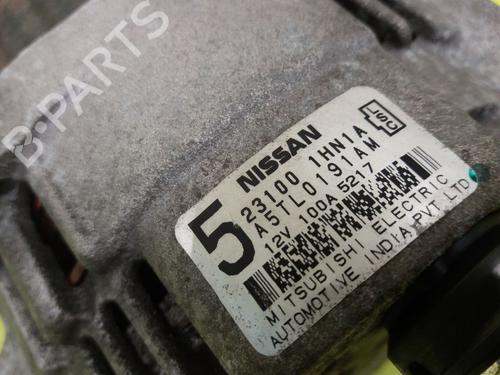 B-PARTS
NISSAN
5
23100 1HN1A
A5TL0191AM
12V 100A 5217
MITSUBISHI ELECTRIC
AUTOMOTIVE INDIA PVT LTD
L
S
C